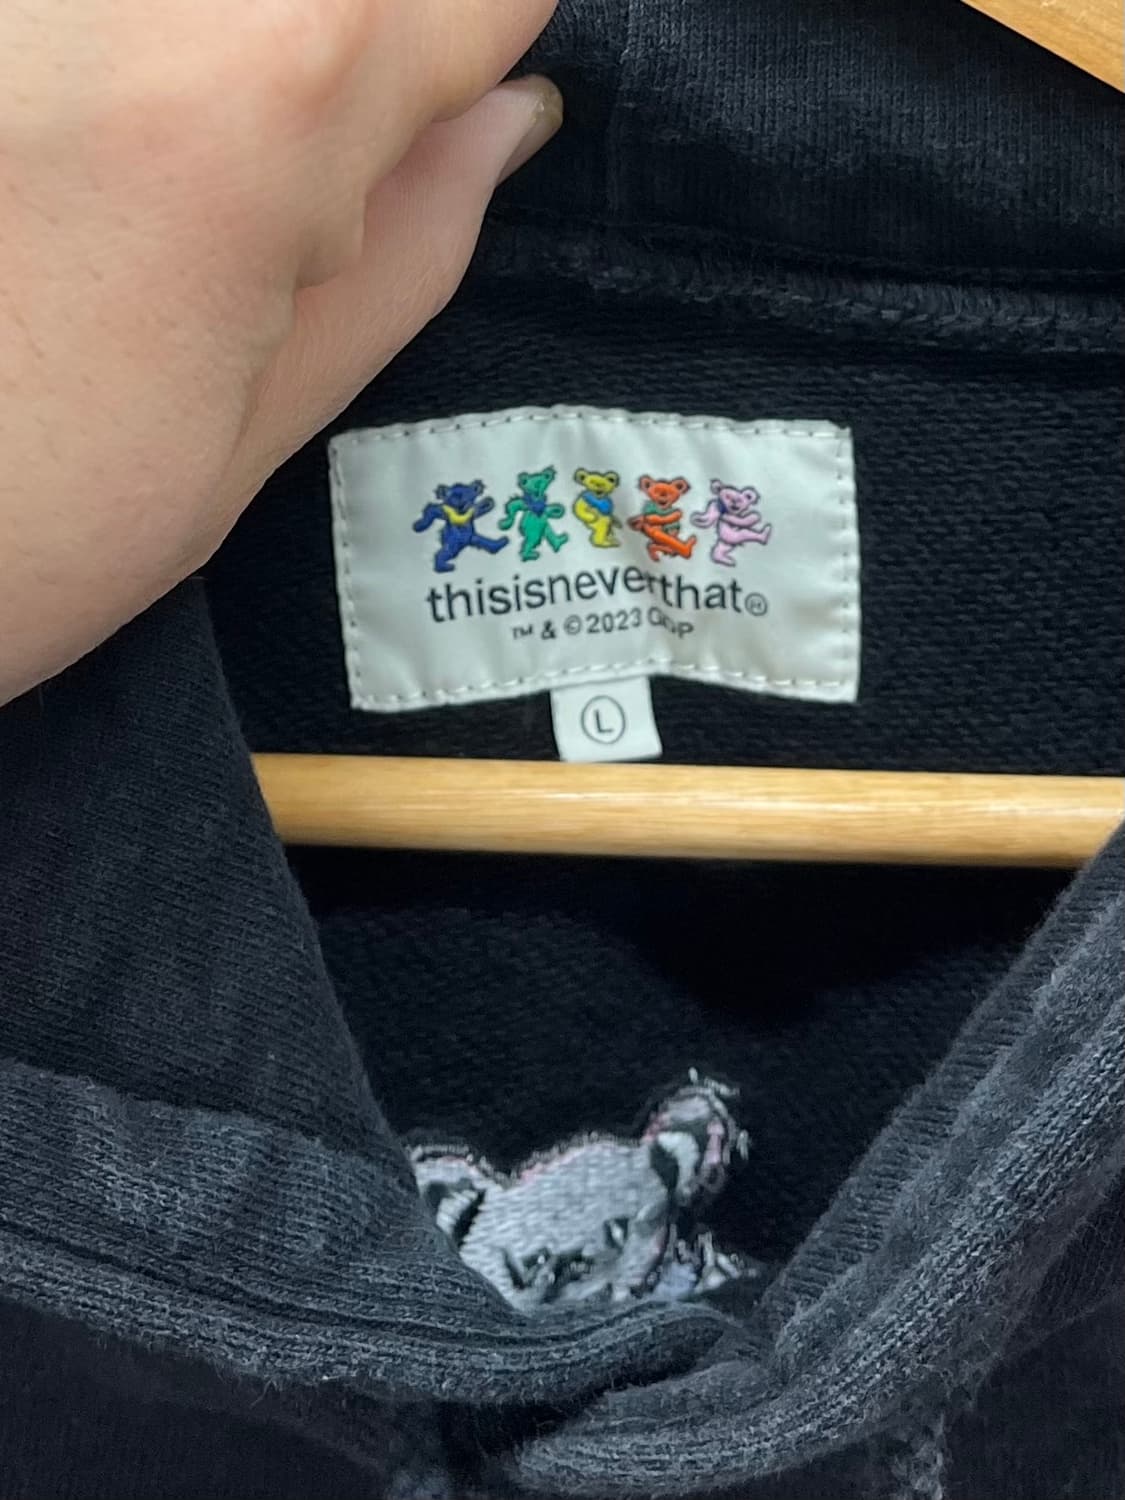 thisisneverthat®
™ & ©2023 GDP
L